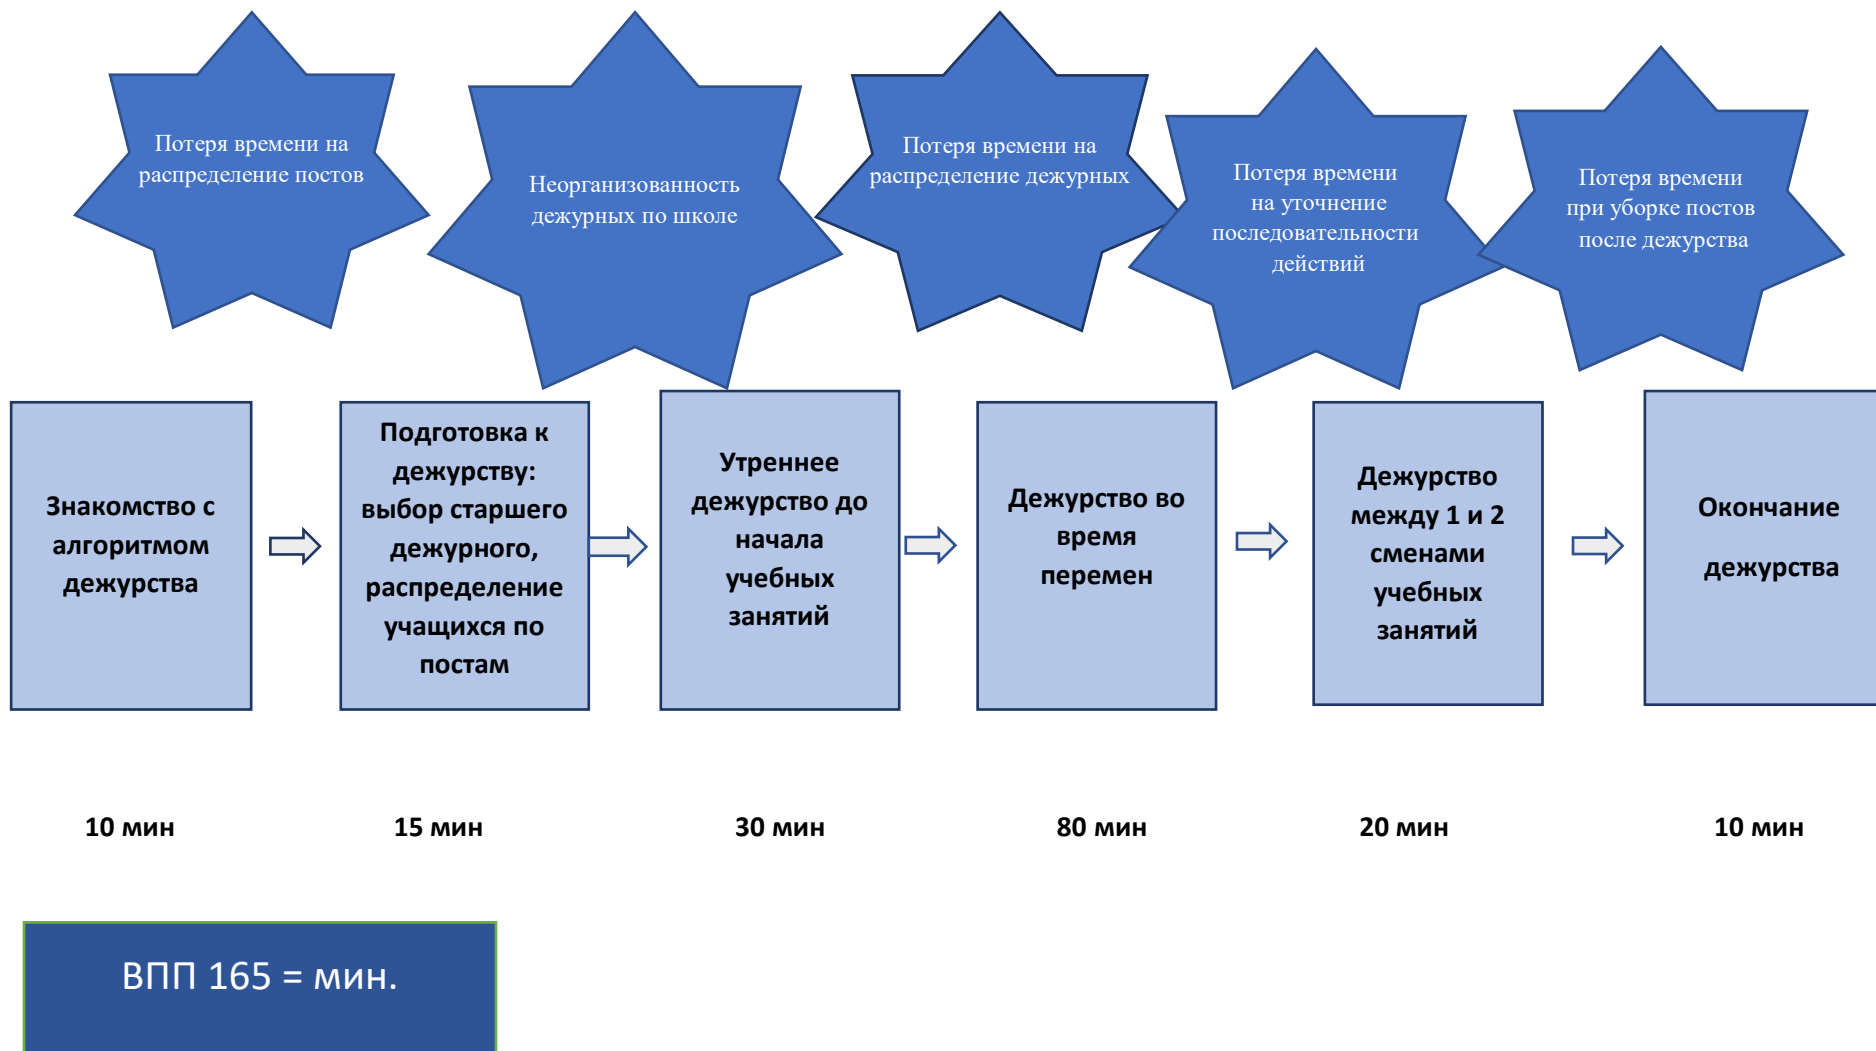 Потеря времени на
распределение постов
Неорганизованность
дежурных по школе
Потеря времени на
распределение дежурных
Потеря времени
на уточнение
последовательности
действий
Потеря времени
при уборке постов
после дежурства
Знакомство с
алгоритмом
дежурства
Подготовка к
дежурству:
выбор старшего
дежурного,
распределение
учащихся по
постам
Утреннее
дежурство до
начала
учебных
занятий
Дежурство во
время
перемен
Дежурство
между 1 и 2
сменами
учебных
занятий
Окончание
дежурства
10 мин
15 мин
30 мин
80 мин
20 мин
10 мин
ВПП 165 = мин.